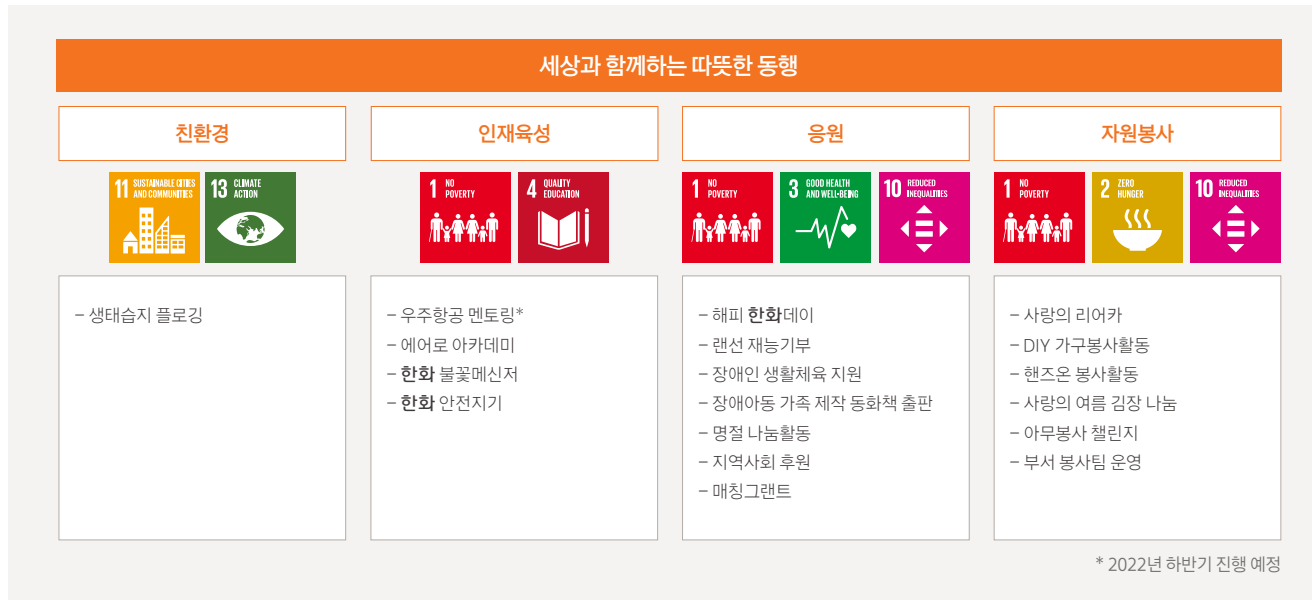 세상과 함께하는 따뜻한 동행
친환경
11 SUSTAINABLE CITIES
AND COMMUNITIES
13 CLIMATE
ACTION
– 생태습지 플로깅
인재육성
1 NO
POVERTY
4 QUALITY
EDUCATION
– 우주항공 멘토링*
– 에어로 아카데미
– 한화 불꽃메신저
– 한화 안전지기
응원
1 NO
POVERTY
3 GOOD HEALTH
AND WELL-BEING
10 REDUCED
INEQUALITIES
– 해피 한화데이
– 랜선 재능기부
– 장애인 생활체육 지원
– 장애아동 가족 제작 동화책 출판
– 명절 나눔활동
– 지역사회 후원
– 매칭그랜트
자원봉사
1 NO
POVERTY
2 ZERO
HUNGER
10 REDUCED
INEQUALITIES
– 사랑의 리어카
– DIY 가구봉사활동
– 핸즈온 봉사활동
– 사랑의 여름 김장 나눔
– 아무봉사 챌린지
– 부서 봉사팀 운영
* 2022년 하반기 진행 예정